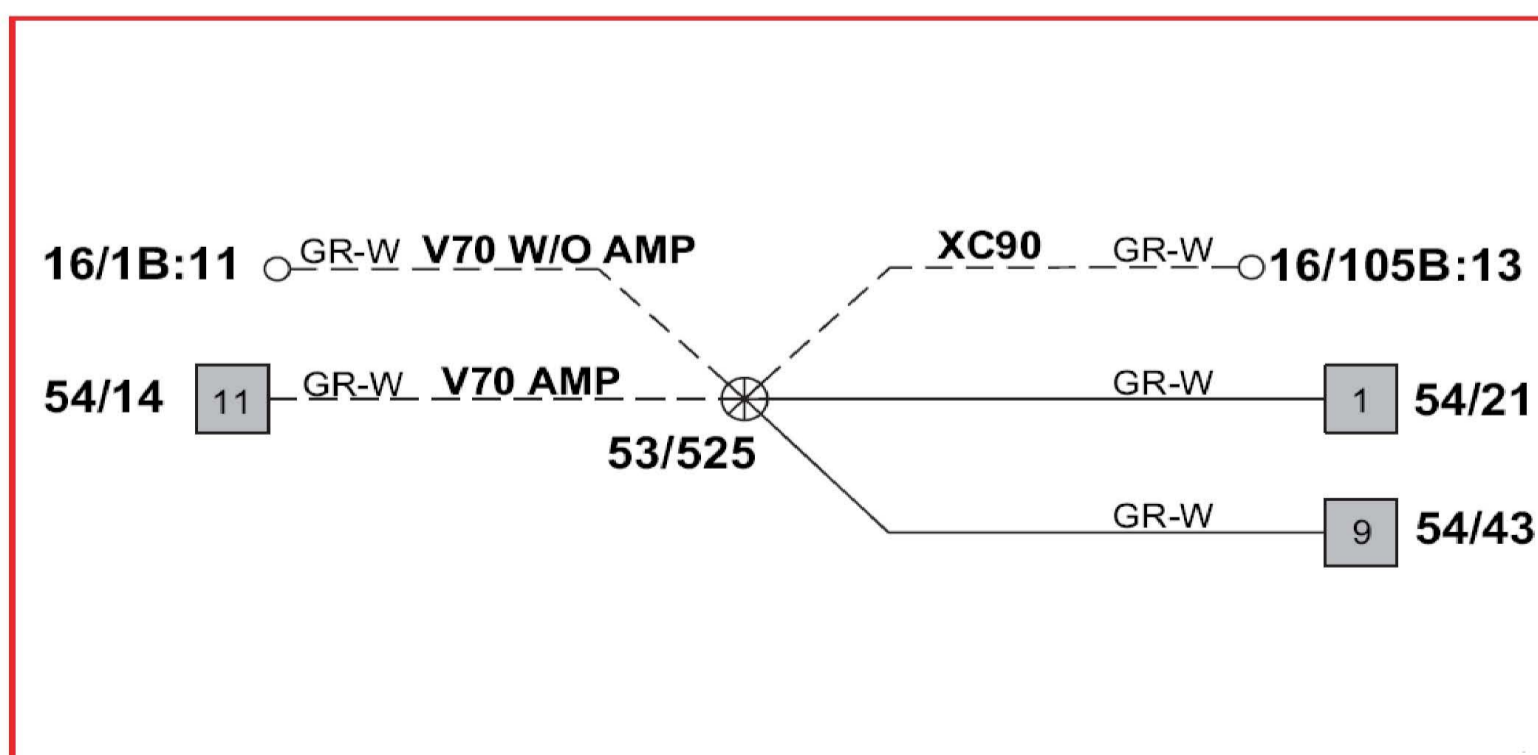 16/1B:11 GR-W V70 W/O AMP XC90 GR-W 16/105B:13
54/14 11 GR-W V70 AMP GR-W 1 54/21
53/525
GR-W 9 54/43